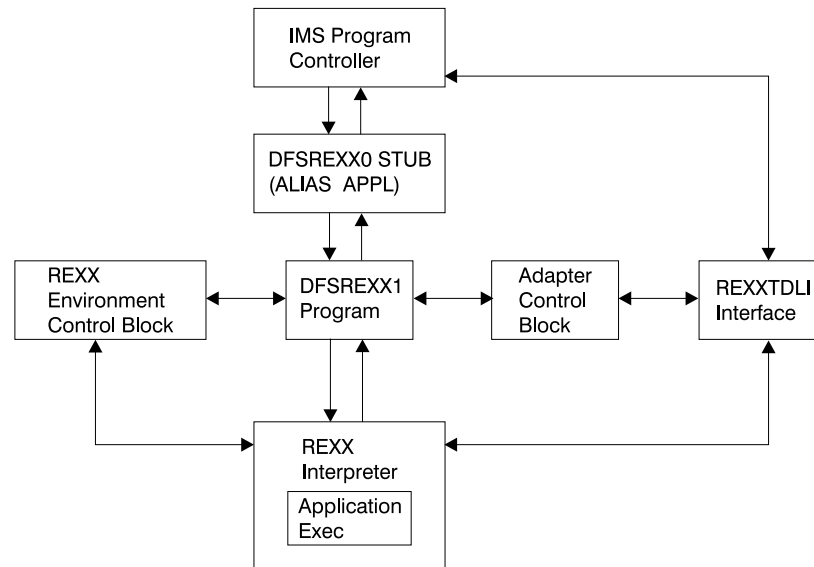 IMS Program
Controller
DFSREXX0 STUB
(ALIAS APPL)
REXX
Environment
Control Block
DFSREXX1
Program
Adapter
Control
Block
REXXTDLI
Interface
REXX
Interpreter
Application
Exec